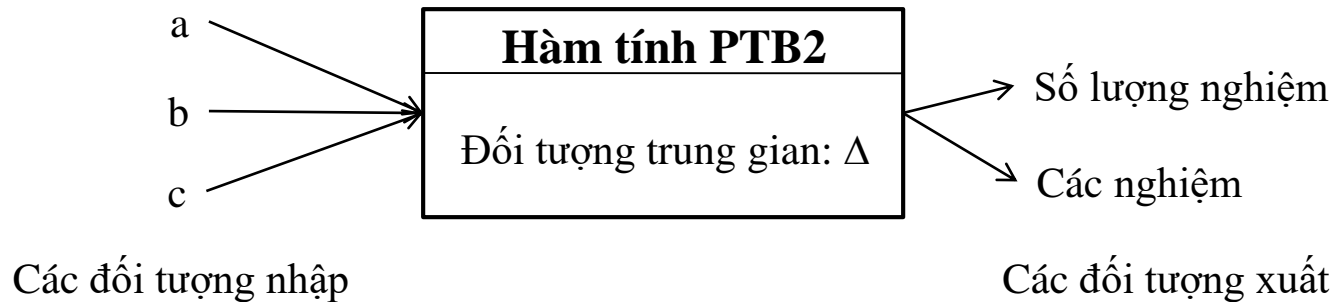 a
b
c
Các đối tượng nhập
Hàm tính PTB2
Đối tượng trung gian: Δ
Số lượng nghiệm
Các nghiệm
Các đối tượng xuất